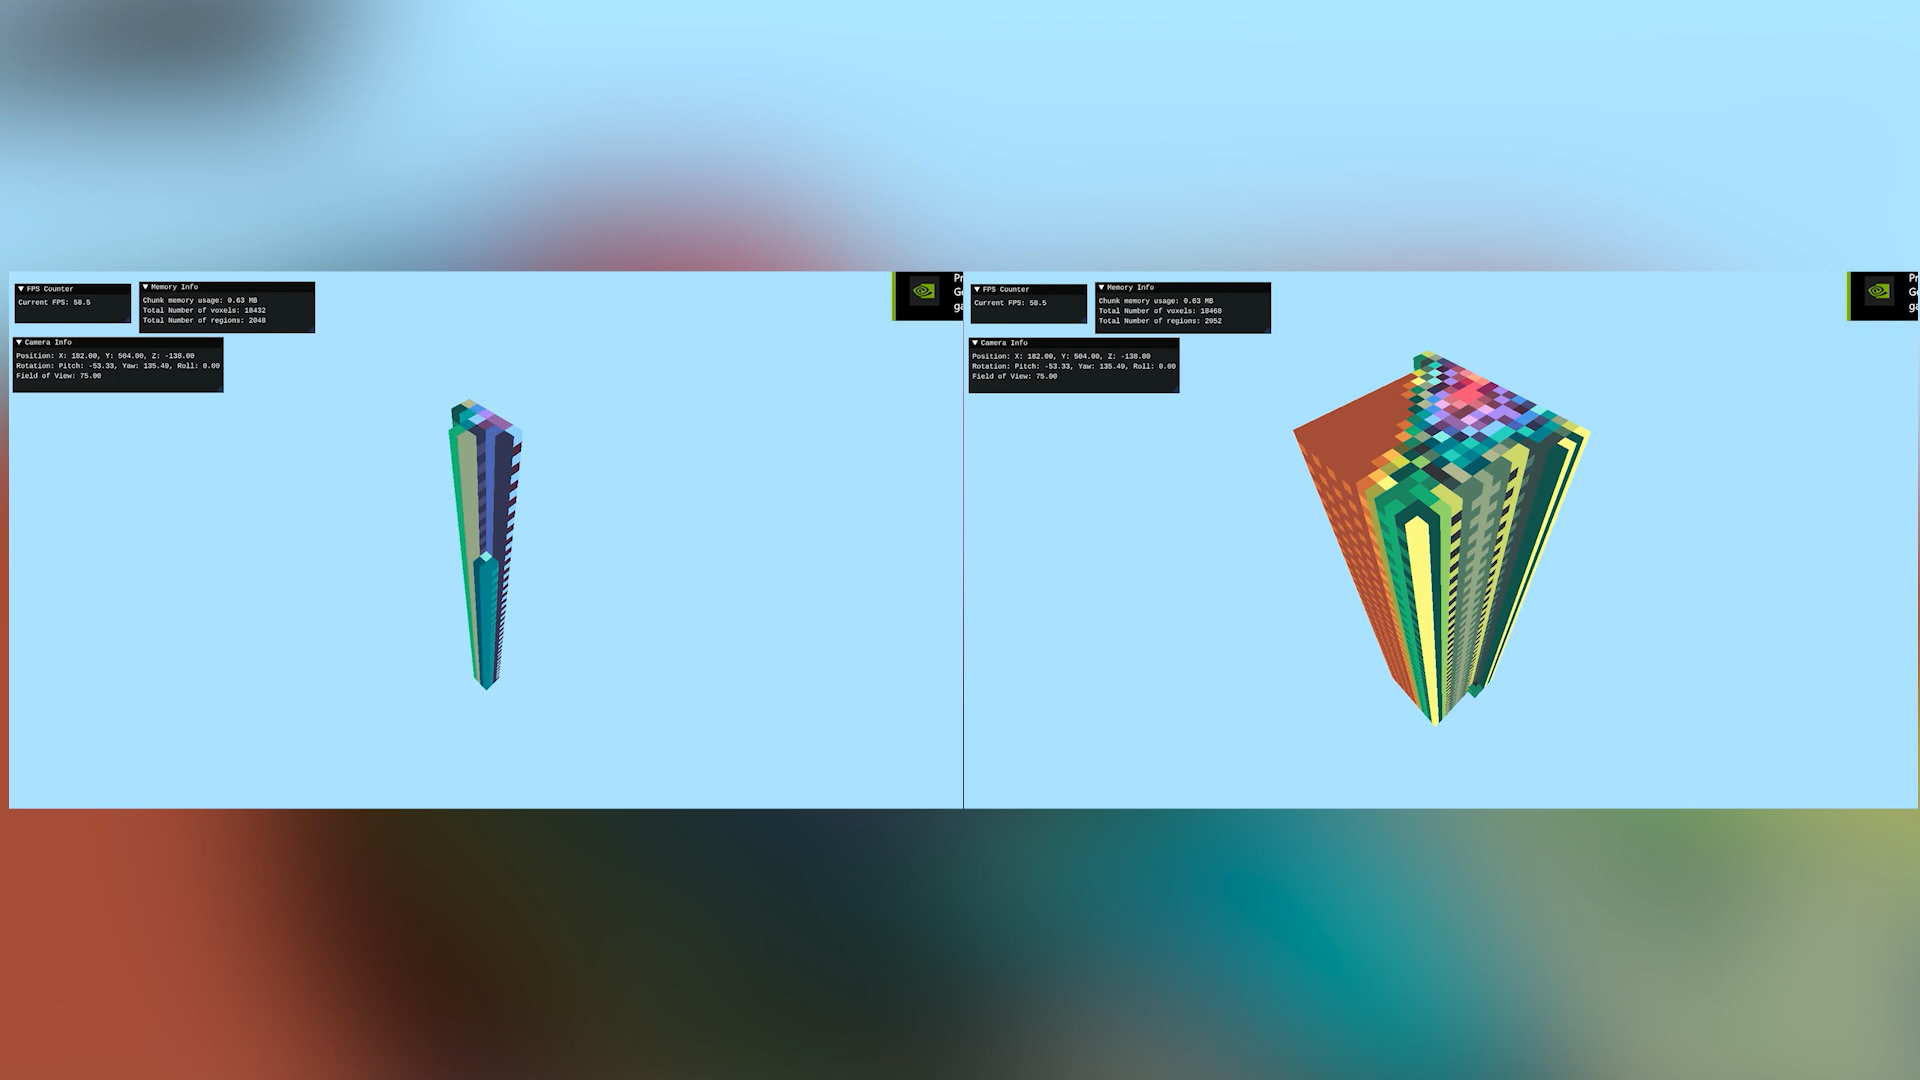 FPS Counter
Current FPS: 58.5
Memory Info
Chunk memory usage: 0.63 MB
Total Number of voxels: 18432
Total Number of regions: 2048
Camera Info
Position: X: 182.00, Y: 504.00, Z: -138.00
Rotation: Pitch: -53.33, Yaw: 135.49, Roll: 0.00
Field of View: 75.00
Pr
G
ga
FPS Counter
Current FPS: 58.5
Memory Info
Chunk memory usage: 0.63 MB
Total Number of voxels: 18468
Total Number of regions: 2052
Camera Info
Position: X: 182.00, Y: 504.00, Z: -138.00
Rotation: Pitch: -53.33, Yaw: 135.49, Roll: 0.00
Field of View: 75.00
Pr
G
ga